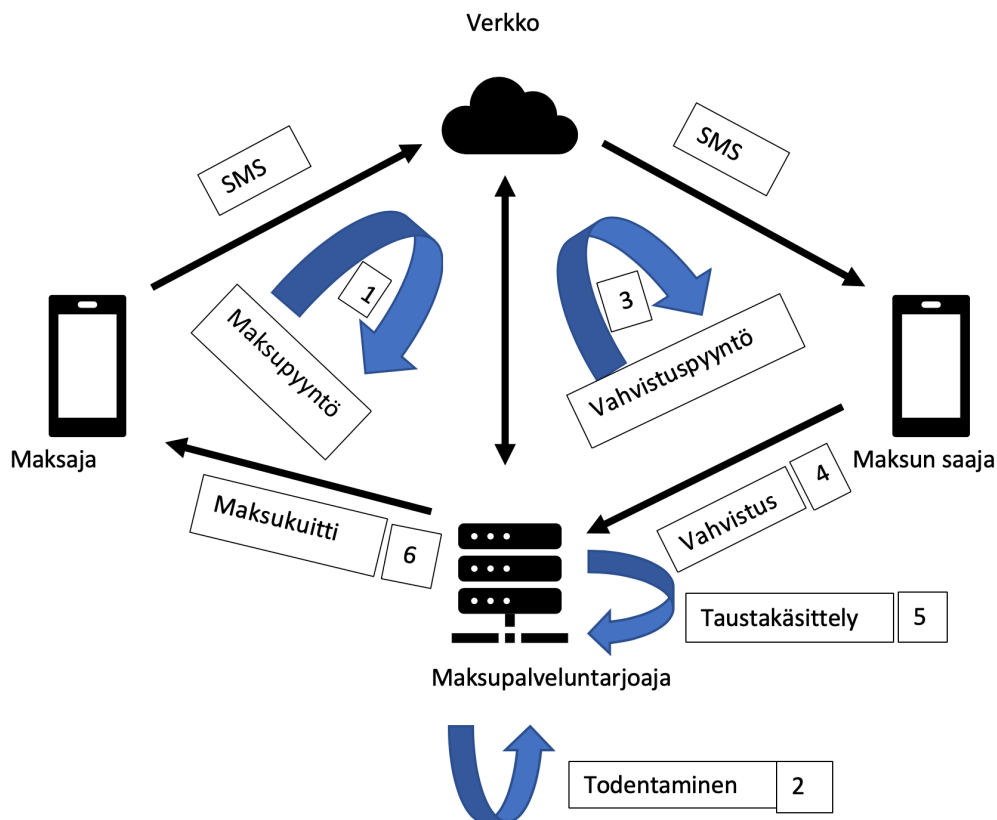 Verkko
SMS
SMS
1
3
Maksupyyntö
Vahvistuspyyntö
Maksaja
Maksun saaja
Maksukuitti 6
Vahvistus 4
Taustakäsittely 5
Maksupalveluntarjoaja
Todentaminen 2